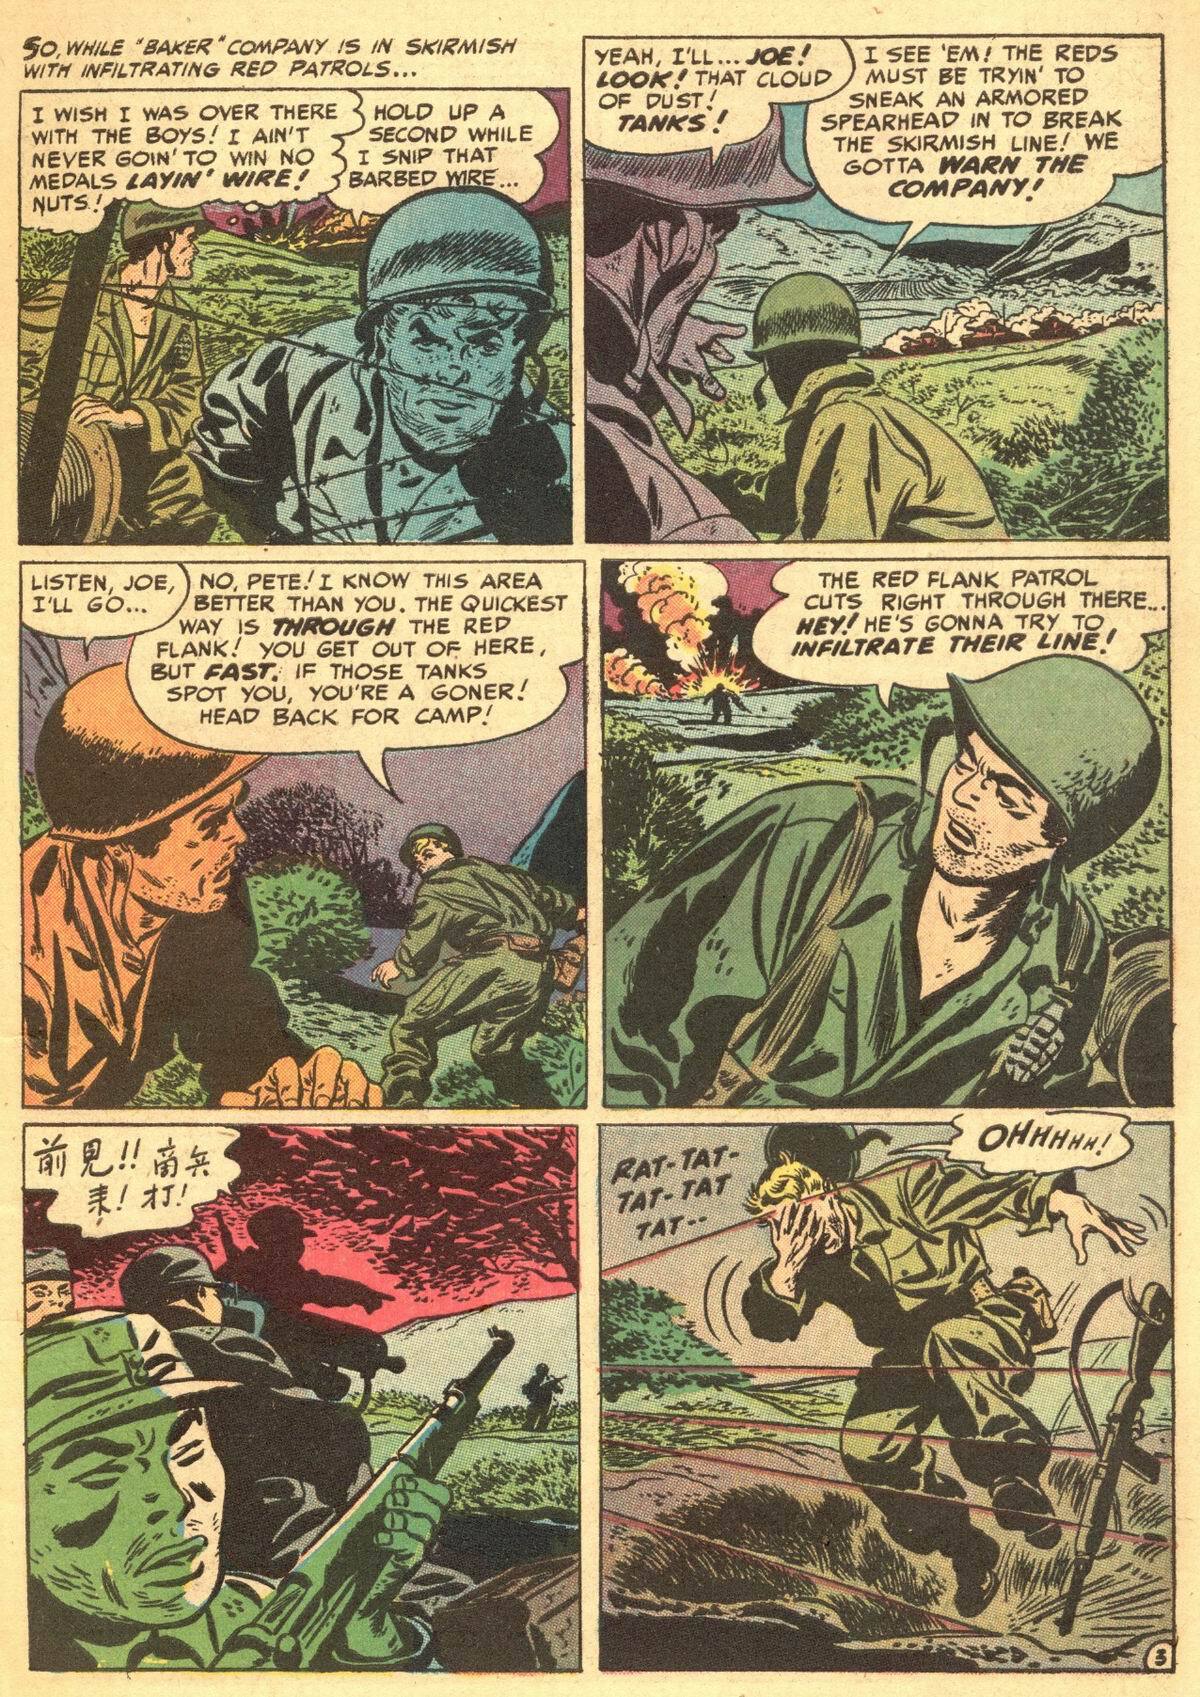 SO, WHILE "BAKER" COMPANY IS IN SKIRMISH
WITH INFILTRATING RED PATROLS...
I WISH I WAS OVER THERE
WITH THE BOYS! I AIN'T
NEVER GOIN' TO WIN NO
MEDALS LAYIN' WIRE!
NUTS!
HOLD UP A
SECOND WHILE
I SNIP THAT
BARBED WIRE...
YEAH, I'LL... JOE!
LOOK! THAT CLOUD
OF DUST!
TANKS!
I SEE 'EM! THE REDS
MUST BE TRYIN' TO
SNEAK AN ARMORED
SPEARHEAD IN TO BREAK
THE SKIRMISH LINE! WE
GOTTA WARN THE
COMPANY!
LISTEN, JOE,
I'LL GO...
NO, PETE! I KNOW THIS AREA
BETTER THAN YOU. THE QUICKEST
WAY IS THROUGH THE RED
FLANK! YOU GET OUT OF HERE,
BUT FAST. IF THOSE TANKS
SPOT YOU, YOU'RE A GONER!
HEAD BACK FOR CAMP!
THE RED FLANK PATROL
CUTS RIGHT THROUGH THERE...
HEY! HE'S GONNA TRY TO
INFILTRATE THEIR LINE!
前見!! 兵
!打!
RAT-TAT-
TAT-TAT
TAT--
OHHHHH!
3